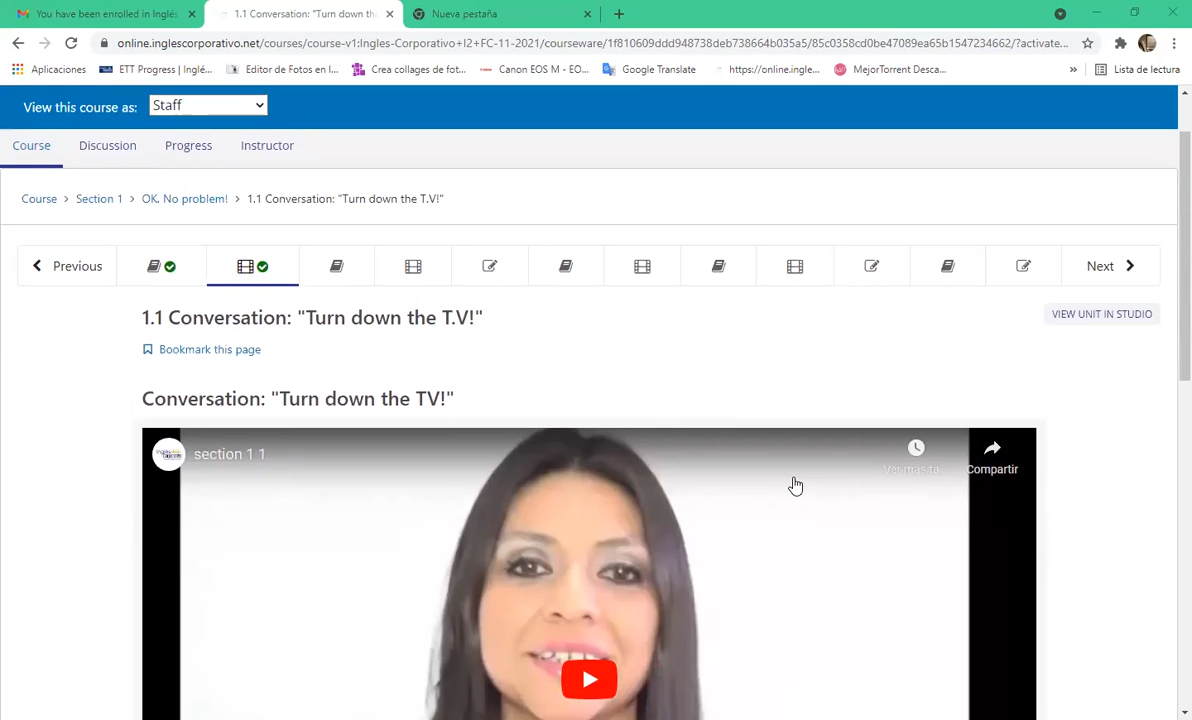 You have been enrolled in Inglés
1.1 Conversation: "Turn down th
Nueva pestaña
online.inglescorporativo.net/courses/course-v1:Ingles-Corporativo+I2+FC-11-2021/courseware/1f810609ddd948738deb738664b035a5/85c0358cd0be47089ea65b1547234662/?activate...
Aplicaciones
ETT Progress | Inglé...
Editor de Fotos en l...
Crea collages de fot...
Canon EOS M - EO...
Google Translate
https://online.ingle...
MejorTorrent Desca...
»
Lista de lectura
View this course as: Staff
Course Discussion Progress Instructor
Course > Section 1 > OK. No problem! > 1.1 Conversation: "Turn down the T.V!"
Previous
Next
1.1 Conversation: "Turn down the T.V!"
VIEW UNIT IN STUDIO
Bookmark this page
Conversation: "Turn down the TV!"
section 1 1
Ver más ta...
Compartir